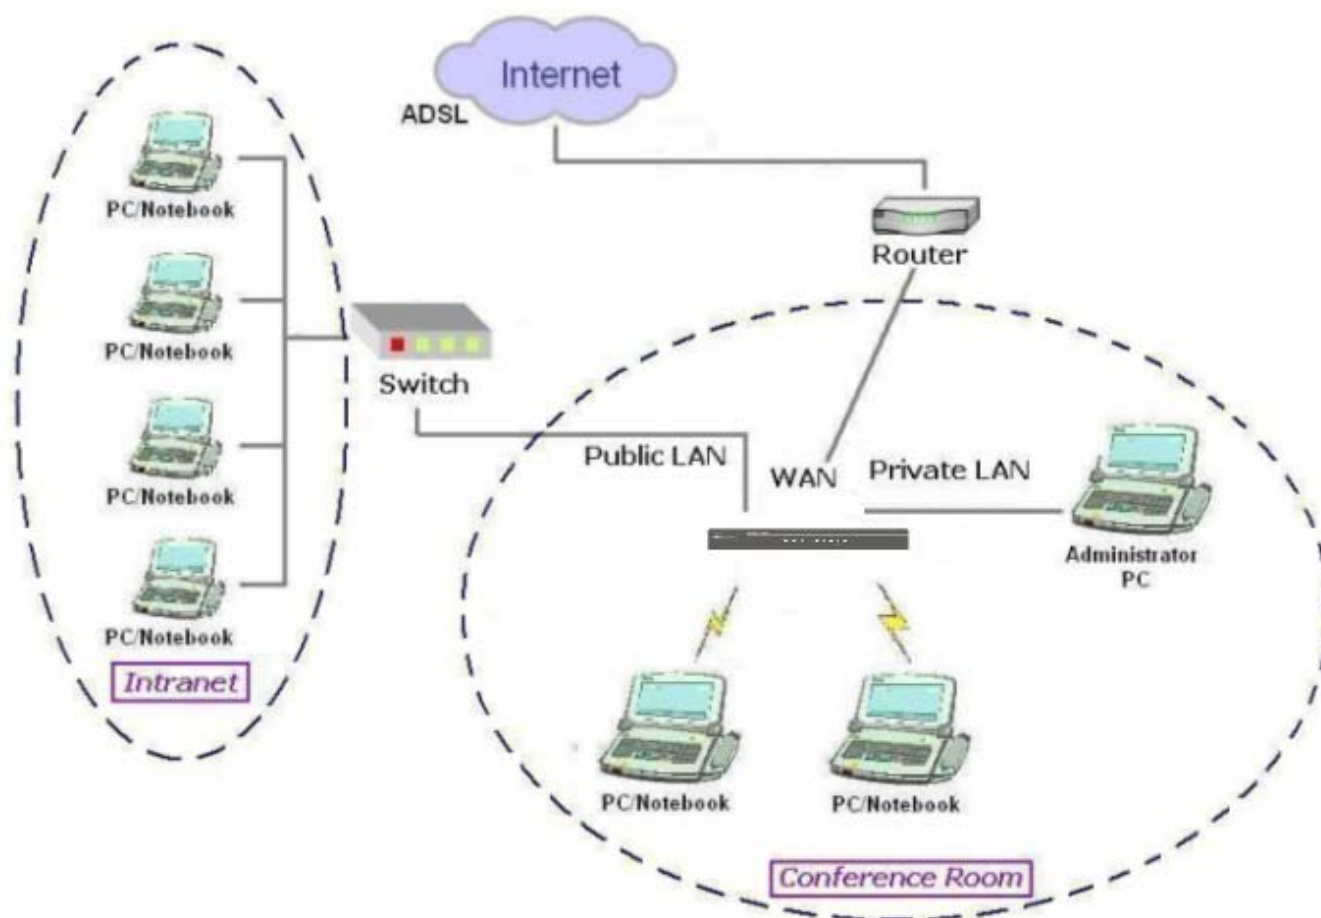 Internet
ADSL
PC/Notebook
Router
PC/Notebook
Switch
Public LAN
WAN
Private LAN
PC/Notebook
Administrator
PC
PC/Notebook
Intranet
PC/Notebook
PC/Notebook
Conference Room